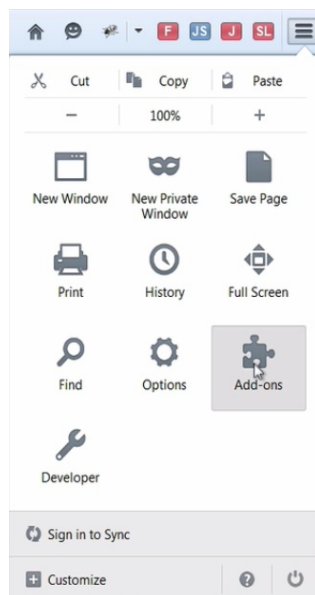 F JS J SL
Cut Copy Paste
− 100% +
New Window New Private Window Save Page
Print History Full Screen
Find Options Add-ons
Developer
Sign in to Sync
Customize ?